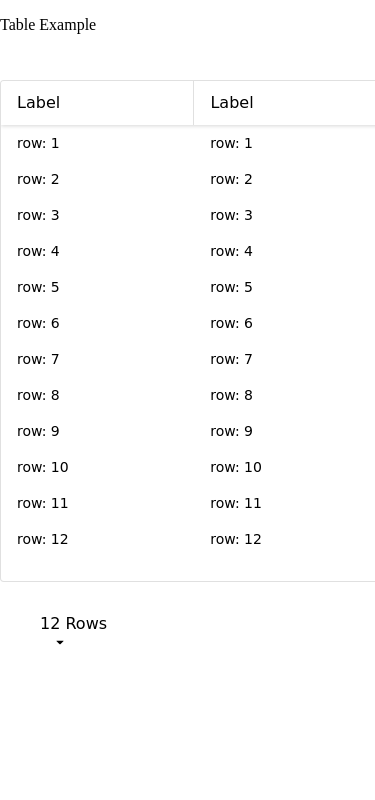 Table Example
Label Label
row: 1 row: 1
row: 2 row: 2
row: 3 row: 3
row: 4 row: 4
row: 5 row: 5
row: 6 row: 6
row: 7 row: 7
row: 8 row: 8
row: 9 row: 9
row: 10 row: 10
row: 11 row: 11
row: 12 row: 12
12 Rows